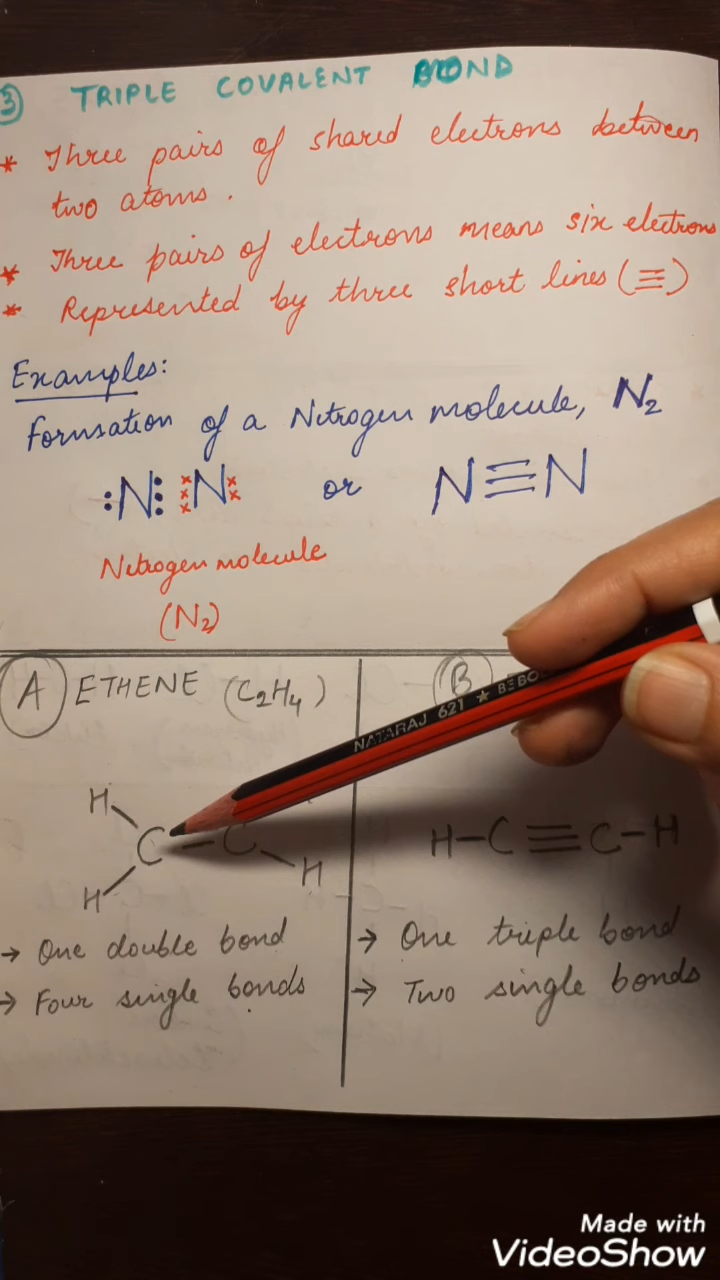 3 TRIPLE COVALENT BOND
* Three pairs of shared electrons between
two atoms.
* Three pairs of electrons means six electrons
* Represented by three short lines (≡)
Examples:
Formation of a Nitrogen molecule, N₂
:N⋮ ⋮N: or N≡N
Nitrogen molecule
(N₂)
A ETHENE (C₂H₄)
H
C
C
H
H
→ One double bond
→ Four single bonds
B
H-C≡C-H
→ One triple bond
→ Two single bonds
NATARAJ 621 ★
Made with
VideoShow